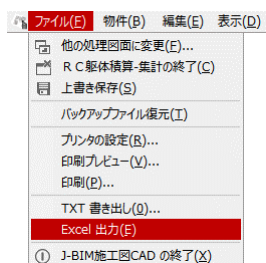 ファイル(F) 物件(B) 編集(E) 表示(D)
他の処理図面に変更(F)...
ＲＣ躯体積算-集計の終了(C)
上書き保存(S)
バックアップファイル復元(T)
プリンタの設定(R)...
印刷プレビュー(V)...
印刷(P)...
TXT 書き出し(0)...
Excel 出力(E)
J-BIM施工図CAD の終了(X)